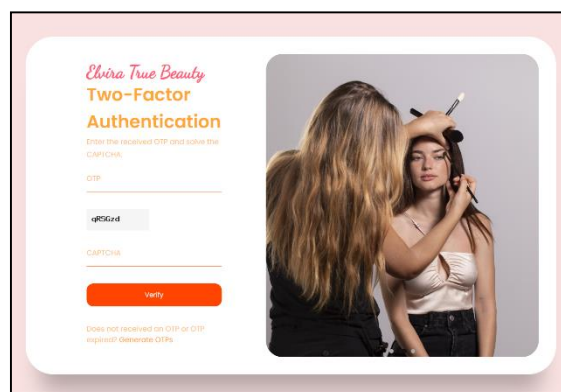 Elvira True Beauty
Two-Factor
Authentication
Enter the received OTP and solve the
CAPTCHA.
OTP
qRSGzd
CAPTCHA
Verify
Does not received an OTP or OTP
expired? Generate OTPs